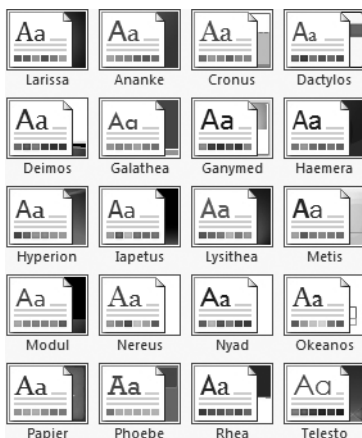 Aa Aa Aa Aa
Larissa Ananke Cronus Dactylos
Aa Aa Aa Aa
Deimos Galathea Ganymed Haemera
Aa Aa Aa Aa
Hyperion Iapetus Lysithea Metis
Aa Aa Aa Aa
Modul Nereus Nyad Okeanos
Aa Aa Aa Aa
Papier Phoebe Rhea Telesto